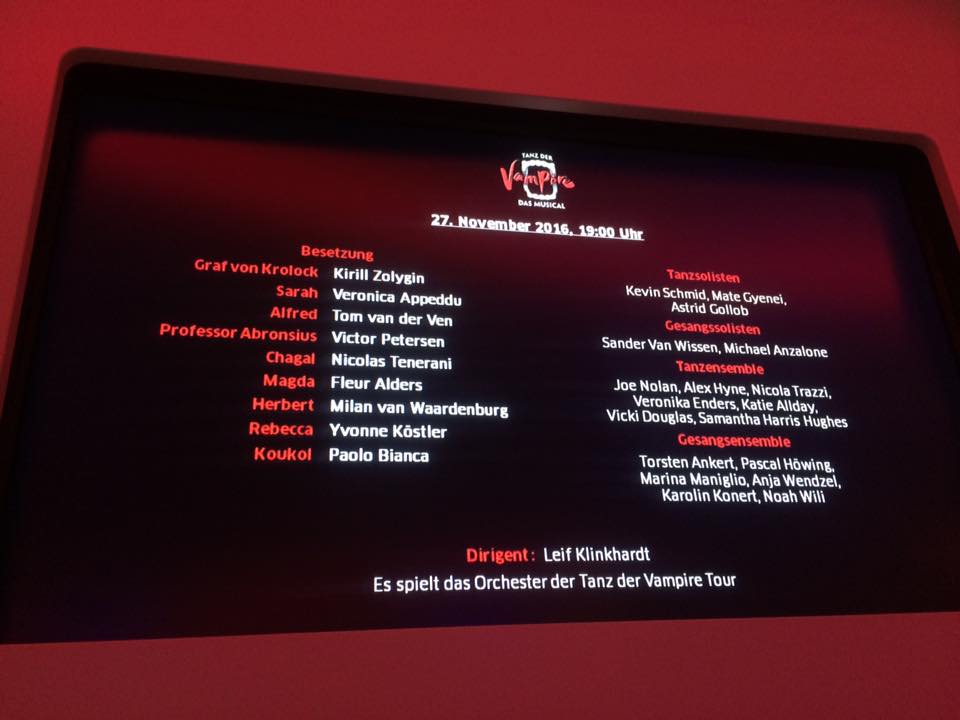 TANZ DER
Vampire
DAS MUSICAL
27. November 2016, 19:00 Uhr
Besetzung
Graf von Krolock Kirill Zolygin
Sarah Veronica Appeddu
Alfred Tom van der Ven
Professor Abronsius Victor Petersen
Chagal Nicolas Tenerani
Magda Fleur Alders
Herbert Milan van Waardenburg
Rebecca Yvonne Köstler
Koukol Paolo Bianca
Tanzsolisten
Kevin Schmid, Mate Gyenei,
Astrid Gollob
Gesangssolisten
Sander Van Wissen, Michael Anzalone
Tanzensemble
Joe Nolan, Alex Hyne, Nicola Trazzi,
Veronika Enders, Katie Allday,
Vicki Douglas, Samantha Harris Hughes
Gesangsensemble
Torsten Ankert, Pascal Höwing,
Marina Maniglio, Anja Wendzel,
Karolin Konert, Noah Wili
Dirigent: Leif Klinkhardt
Es spielt das Orchester der Tanz der Vampire Tour